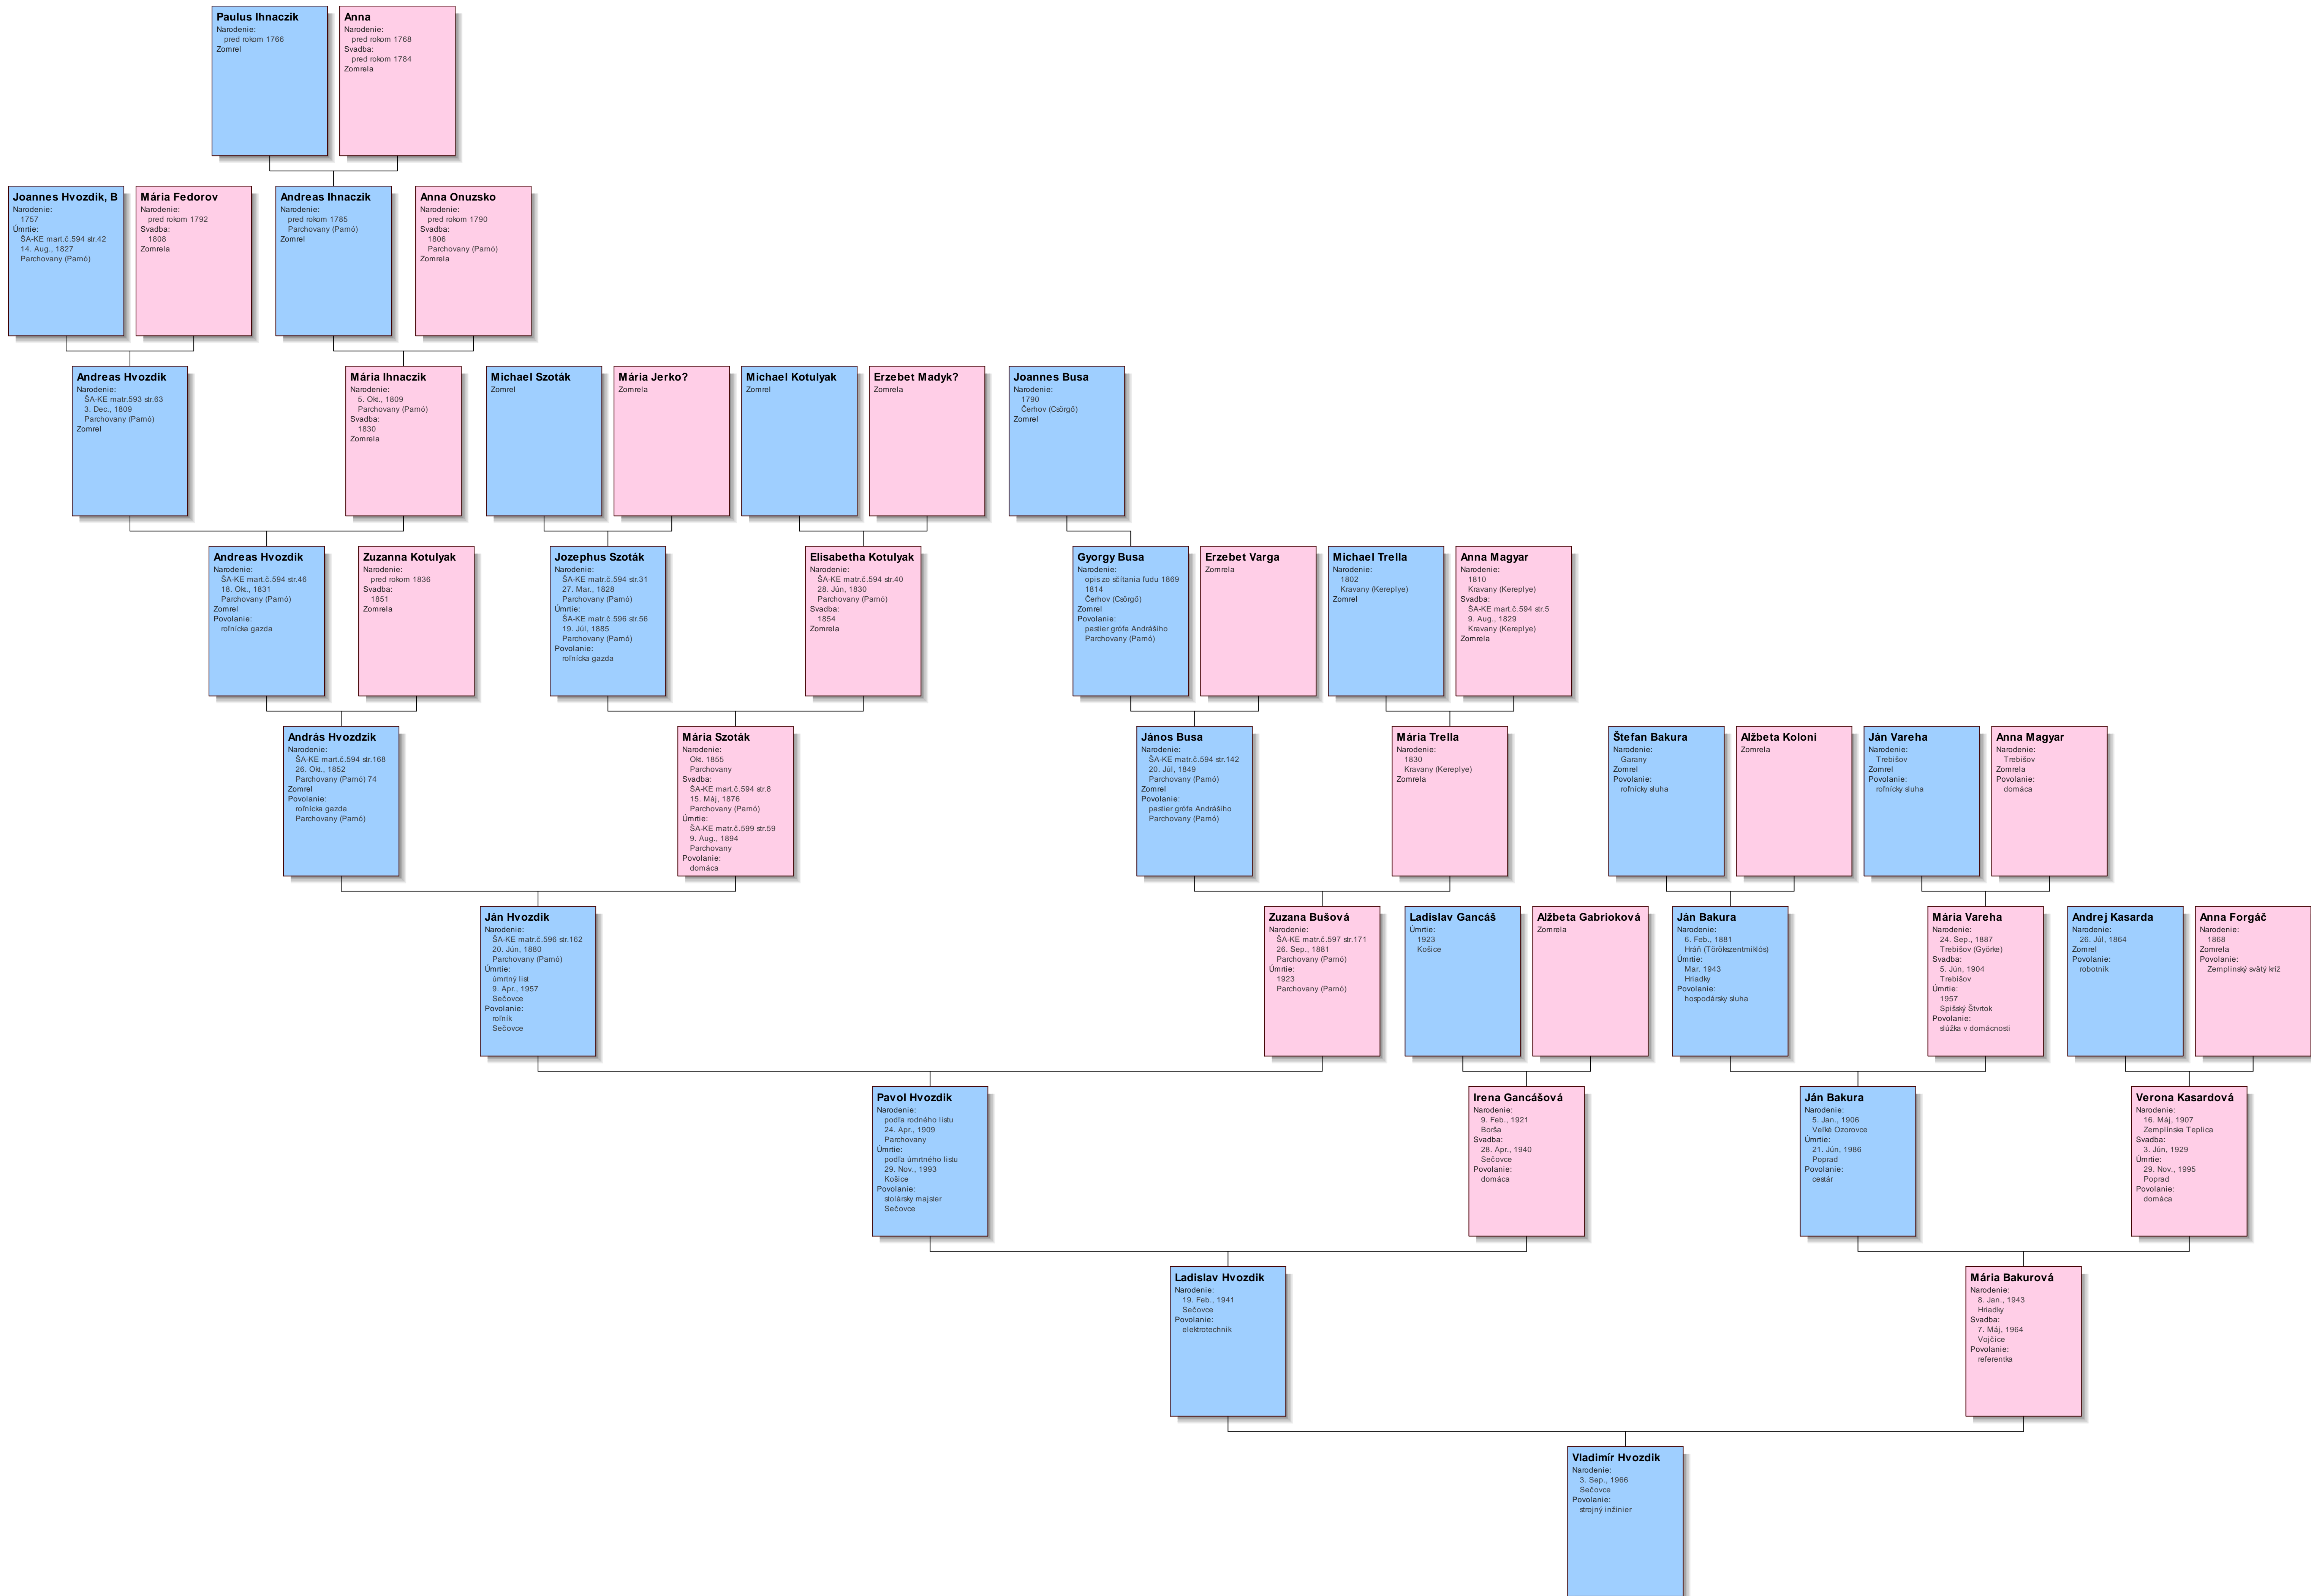 Paulus Ihnaczik
Narodenie:
pred rokom 1766
Zomrel
Anna
Narodenie:
pred rokom 1768
Svadba:
pred rokom 1784
Zomrela
Joannes Hvozdik, B
Narodenie:
1757
Úmrtie:
ŠA-KE mart.č.594 str.42
14. Aug., 1827
Parchovany (Parnó)
Mária Fedorov
Narodenie:
pred rokom 1792
Svadba:
1808
Zomrela
Andreas Ihnaczik
Narodenie:
pred rokom 1785
Parchovany (Parnó)
Zomrel
Anna Onuzsko
Narodenie:
pred rokom 1790
Svadba:
1806
Parchovany (Parnó)
Zomrela
Andreas Hvozdik
Narodenie:
ŠA-KE matr.593 str.63
3. Dec., 1809
Parchovany (Parnó)
Zomrel
Mária Ihnaczik
Narodenie:
5. Okt., 1809
Parchovany (Parnó)
Svadba:
1830
Zomrela
Michael Szoták
Zomrel
Mária Jerko?
Zomrela
Michael Kotulyak
Zomrel
Erzebet Madyk?
Zomrela
Joannes Busa
Narodenie:
1790
Čerhov (Csörgő)
Zomrel
Andreas Hvozdik
Narodenie:
ŠA-KE mart.č.594 str.46
18. Okt., 1831
Parchovany (Parnó)
Zomrel
Povolanie:
roľnícka gazda
Zuzanna Kotulyak
Narodenie:
pred rokom 1836
Svadba:
1851
Zomrela
Jozephus Szoták
Narodenie:
ŠA-KE matr.č.594 str.31
27. Mar., 1828
Parchovany (Parnó)
Úmrtie:
ŠA-KE matr.č.596 str.56
19. Júl, 1885
Parchovany (Parnó)
Povolanie:
roľnícka gazda
Elisabetha Kotulyak
Narodenie:
ŠA-KE matr.č.594 str.40
28. Jún, 1830
Parchovany (Parnó)
Svadba:
1854
Zomrela
Gyorgy Busa
Narodenie:
opis zo sčítania ľudu 1869
1814
Čerhov (Csörgő)
Zomrel
Povolanie:
pastier grófa Andrášiho
Parchovany (Parnó)
Erzebet Varga
Zomrela
Michael Trella
Narodenie:
1802
Kravany (Kereplye)
Zomrel
Anna Magyar
Narodenie:
1810
Kravany (Kereplye)
Svadba:
ŠA-KE mart.č.594 str.5
9. Aug., 1829
Kravany (Kereplye)
Zomrela
András Hvozdzik
Narodenie:
ŠA-KE mart.č.594 str.168
26. Okt., 1852
Parchovany (Parnó) 74
Zomrel
Povolanie:
roľnícka gazda
Parchovany (Parnó)
Mária Szoták
Narodenie:
Okt. 1855
Parchovany
Svadba:
ŠA-KE mart.č.594 str.8
15. Máj, 1876
Parchovany (Parnó)
Úmrtie:
ŠA-KE matr.č.599 str.59
9. Aug., 1894
Parchovany
Povolanie:
domáca
János Busa
Narodenie:
ŠA-KE matr.č.594 str.142
20. Júl, 1849
Parchovany (Parnó)
Zomrel
Povolanie:
pastier grófa Andrášiho
Parchovany (Parnó)
Mária Trella
Narodenie:
1830
Kravany (Kereplye)
Zomrela
Štefan Bakura
Narodenie:
Garany
Zomrel
Povolanie:
roľnícky sluha
Alžbeta Koloni
Zomrela
Ján Vareha
Narodenie:
Trebišov
Zomrel
Povolanie:
roľnícky sluha
Anna Magyar
Narodenie:
Trebišov
Zomrela
Povolanie:
domáca
Ján Hvozdik
Narodenie:
ŠA-KE matr.č.596 str.162
20. Jún, 1880
Parchovany (Parnó)
Úmrtie:
úmrtný list
9. Apr., 1957
Sečovce
Povolanie:
roľník
Sečovce
Zuzana Bušová
Narodenie:
ŠA-KE matr.č.597 str.171
26. Sep., 1881
Parchovany (Parnó)
Úmrtie:
1923
Parchovany (Parnó)
Ladislav Gancáš
Úmrtie:
1923
Košice
Alžbeta Gabrioková
Zomrela
Ján Bakura
Narodenie:
6. Feb., 1881
Hráň (Törökszentmiklós)
Úmrtie:
Mar. 1943
Hriadky
Povolanie:
hospodársky sluha
Mária Vareha
Narodenie:
24. Sep., 1887
Trebišov (Györke)
Svadba:
5. Jún, 1904
Trebišov
Úmrtie:
1957
Spišský Štvrtok
Povolanie:
slúžka v domácnosti
Andrej Kasarda
Narodenie:
26. Júl, 1864
Zomrel
Povolanie:
robotník
Anna Forgáč
Narodenie:
1868
Zomrela
Povolanie:
Zemplínský svätý kríž
Pavol Hvozdik
Narodenie:
podľa rodného listu
24. Apr., 1909
Parchovany
Úmrtie:
podľa úmrtného listu
29. Nov., 1993
Košice
Povolanie:
stolársky majster
Sečovce
Irena Gancášová
Narodenie:
9. Feb., 1921
Borša
Svadba:
28. Apr., 1940
Sečovce
Povolanie:
domáca
Ján Bakura
Narodenie:
5. Jan., 1906
Veľké Ozorovce
Úmrtie:
21. Jún, 1986
Poprad
Povolanie:
cestár
Verona Kasardová
Narodenie:
16. Máj, 1907
Zemplínska Teplica
Svadba:
3. Jún, 1929
Úmrtie:
29. Nov., 1995
Poprad
Povolanie:
domáca
Ladislav Hvozdik
Narodenie:
19. Feb., 1941
Sečovce
Povolanie:
elektrotechnik
Mária Bakurová
Narodenie:
8. Jan., 1943
Hriadky
Svadba:
7. Máj, 1964
Vojčice
Povolanie:
referentka
Vladimír Hvozdik
Narodenie:
3. Sep., 1966
Sečovce
Povolanie:
strojný inžinier